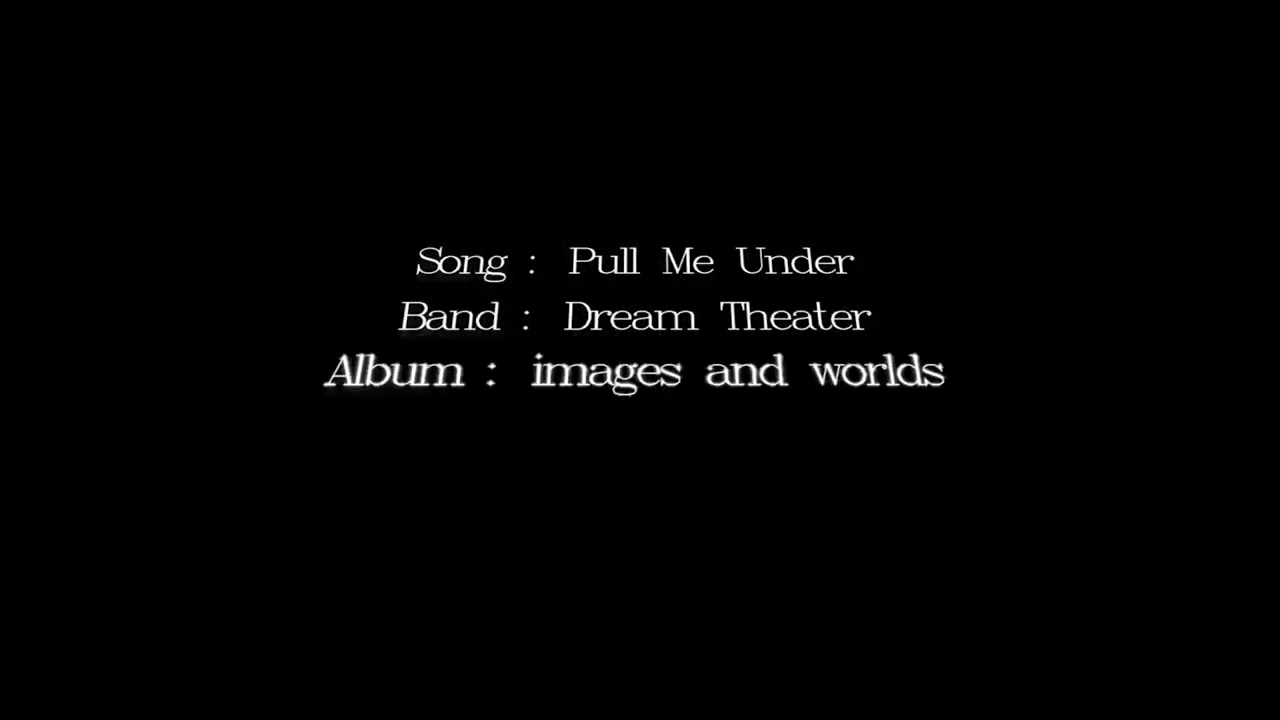 Song : Pull Me Under
Band : Dream Theater
Album : images and worlds